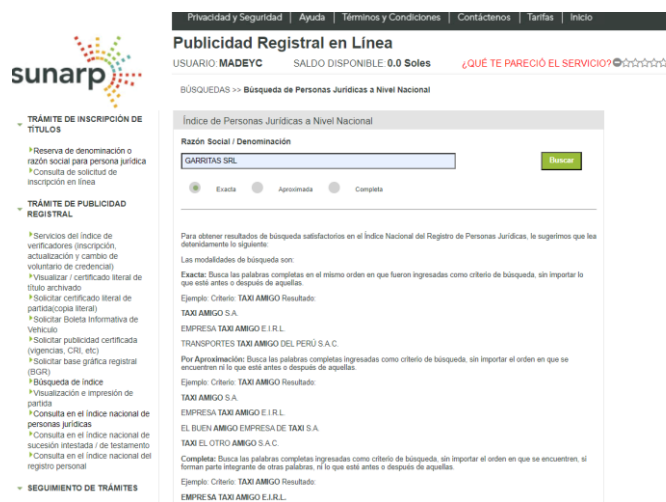 Privacidad y Seguridad | Ayuda | Términos y Condiciones | Contáctenos | Tarifas | Inicio
sunarp
Publicidad Registral en Línea
USUARIO: MADEYC SALDO DISPONIBLE: 0.0 Soles ¿QUÉ TE PARECIÓ EL SERVICIO?
BÚSQUEDAS >> Búsqueda de Personas Jurídicas a Nivel Nacional
TRÁMITE DE INSCRIPCIÓN DE
TÍTULOS
Reserva de denominación o
razón social para persona jurídica
Consulta de solicitud de
inscripción en línea
TRÁMITE DE PUBLICIDAD
REGISTRAL
Servicios del índice de
verificadores (inscripción,
actualización y cambio de
voluntario de credencial)
Visualizar / certificado literal de
título archivado
Solicitar certificado literal de
partida(copia literal)
Solicitar Boleta Informativa de
Vehiculo
Solicitar publicidad certificada
(vigencias, CRI, etc)
Solicitar base gráfica registral
(BGR)
Búsqueda de Índice
Visualización e impresión de
partida
Consulta en el índice nacional de
personas jurídicas
Consulta en el índice nacional de
sucesión intestada / de testamento
Consulta en el índice nacional del
registro personal
SEGUIMIENTO DE TRÁMITES
Índice de Personas Jurídicas a Nivel Nacional
Razón Social / Denominación
GARRITAS SRL Buscar
Exacta Aproximada Completa
Para obtener resultados de búsqueda satisfactorios en el Índice Nacional del Registro de Personas Jurídicas, le sugerimos que lea
detenidamente lo siguiente:
Las modalidades de búsqueda son:
Exacta: Busca las palabras completas en el mismo orden en que fueron ingresadas como criterio de búsqueda, sin importar lo
que esté antes o después de aquellas.
Ejemplo: Criterio: TAXI AMIGO Resultado:
TAXI AMIGO S.A.
EMPRESA TAXI AMIGO E.I.R.L.
TRANSPORTES TAXI AMIGO DEL PERÚ S.A.C.
Por Aproximación: Busca las palabras completas ingresadas como criterio de búsqueda, sin importar el orden en que se
encuentren ni lo que esté antes o después de aquellas.
Ejemplo: Criterio: TAXI AMIGO Resultado:
TAXI AMIGO S.A.
EMPRESA TAXI AMIGO E.I.R.L.
EL BUEN AMIGO EMPRESA DE TAXI S.A.
TAXI EL OTRO AMIGO S.A.C.
Completa: Busca las palabras completas ingresadas como criterio de búsqueda, sin importar el orden en que se encuentren, si
forman parte integrante de otras palabras, ni lo que esté antes o después de aquellas.
Ejemplo: Criterio: TAXI AMIGO Resultado:
EMPRESA TAXI AMIGO E.I.R.L.